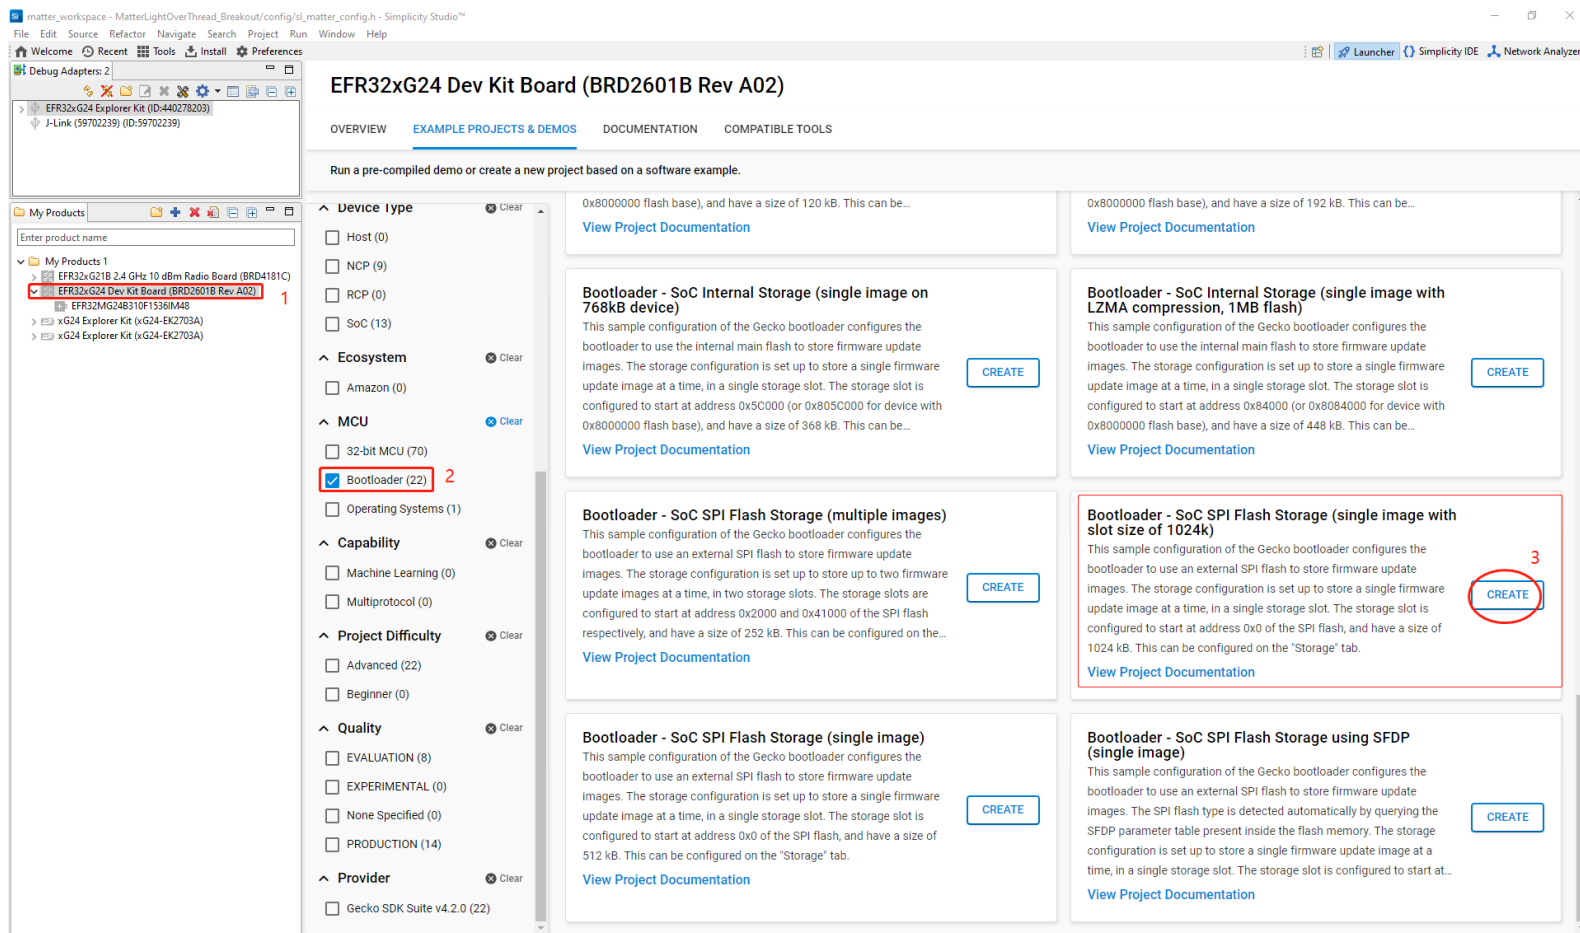 matter_workspace - MatterLightOverThread_Breakout/config/sl_matter_config.h - Simplicity Studio™
File Edit Source Refactor Navigate Search Project Run Window Help
Welcome Recent Tools Install Preferences
Launcher Simplicity IDE Network Analyzer
Debug Adapters: 2
EFR32xG24 Explorer Kit (ID:440278203)
J-Link (59702239) (ID:59702239)
My Products
Enter product name
My Products 1
EFR32xG21B 2.4 GHz 10 dBm Radio Board (BRD4181C)
EFR32xG24 Dev Kit Board (BRD2601B Rev A02)
1
EFR32MG24B310F1536IM48
xG24 Explorer Kit (xG24-EK2703A)
xG24 Explorer Kit (xG24-EK2703A)
EFR32xG24 Dev Kit Board (BRD2601B Rev A02)
OVERVIEW EXAMPLE PROJECTS & DEMOS DOCUMENTATION COMPATIBLE TOOLS
Run a pre-compiled demo or create a new project based on a software example.
Device Type Clear
Host (0)
NCP (9)
RCP (0)
SoC (13)
Ecosystem Clear
Amazon (0)
MCU Clear
32-bit MCU (70)
Bootloader (22)
2
Operating Systems (1)
Capability Clear
Machine Learning (0)
Multiprotocol (0)
Project Difficulty Clear
Advanced (22)
Beginner (0)
Quality Clear
EVALUATION (8)
EXPERIMENTAL (0)
None Specified (0)
PRODUCTION (14)
Provider Clear
Gecko SDK Suite v4.2.0 (22)
0x8000000 flash base), and have a size of 120 kB. This can be...
View Project Documentation
0x8000000 flash base), and have a size of 192 kB. This can be...
View Project Documentation
Bootloader - SoC Internal Storage (single image on
768kB device)
This sample configuration of the Gecko bootloader configures the
bootloader to use the internal main flash to store firmware update
images. The storage configuration is set up to store a single firmware
update image at a time, in a single storage slot. The storage slot is
configured to start at address 0x5C000 (or 0x805C000 for device with
0x8000000 flash base), and have a size of 368 kB. This can be...
View Project Documentation
CREATE
Bootloader - SoC Internal Storage (single image with
LZMA compression, 1MB flash)
This sample configuration of the Gecko bootloader configures the
bootloader to use the internal main flash to store firmware update
images. The storage configuration is set up to store a single firmware
update image at a time, in a single storage slot. The storage slot is
configured to start at address 0x84000 (or 0x8084000 for device with
0x8000000 flash base), and have a size of 448 kB. This can be...
View Project Documentation
CREATE
Bootloader - SoC SPI Flash Storage (multiple images)
This sample configuration of the Gecko bootloader configures the
bootloader to use an external SPI flash to store firmware update
images. The storage configuration is set up to store up to two firmware
update images at a time, in two storage slots. The storage slots are
configured to start at address 0x2000 and 0x41000 of the SPI flash
respectively, and have a size of 252 kB. This can be configured on the...
View Project Documentation
CREATE
Bootloader - SoC SPI Flash Storage (single image with
slot size of 1024k)
This sample configuration of the Gecko bootloader configures the
bootloader to use an external SPI flash to store firmware update
images. The storage configuration is set up to store a single firmware
update image at a time, in a single storage slot. The storage slot is
configured to start at address 0x0 of the SPI flash, and have a size of
1024 kB. This can be configured on the "Storage" tab.
View Project Documentation
3
CREATE
Bootloader - SoC SPI Flash Storage (single image)
This sample configuration of the Gecko bootloader configures the
bootloader to use an external SPI flash to store firmware update
images. The storage configuration is set up to store a single firmware
update image at a time, in a single storage slot. The storage slot is
configured to start at address 0x0 of the SPI flash, and have a size of
512 kB. This can be configured on the "Storage" tab.
View Project Documentation
CREATE
Bootloader - SoC SPI Flash Storage using SFDP
(single image)
This sample configuration of the Gecko bootloader configures the
bootloader to use an external SPI flash to store firmware update
images. The SPI flash type is detected automatically by querying the
SFDP parameter table present inside the flash memory. The storage
configuration is set up to store a single firmware update image at a
time, in a single storage slot. The storage slot is configured to start at...
View Project Documentation
CREATE